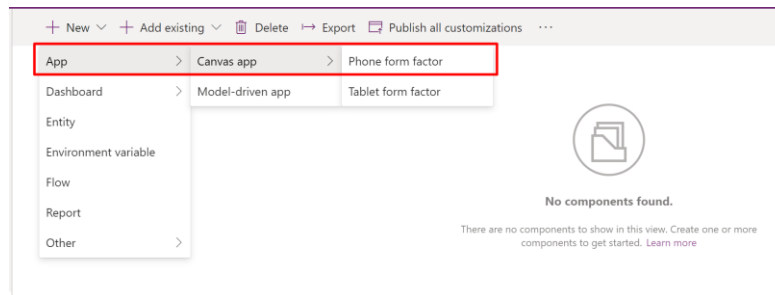 New Add existing Delete Export Publish all customizations ...
App Canvas app Phone form factor
Dashboard Model-driven app Tablet form factor
Entity
Environment variable
Flow
Report
Other
No components found.
There are no components to show in this view. Create one or more
components to get started. Learn more